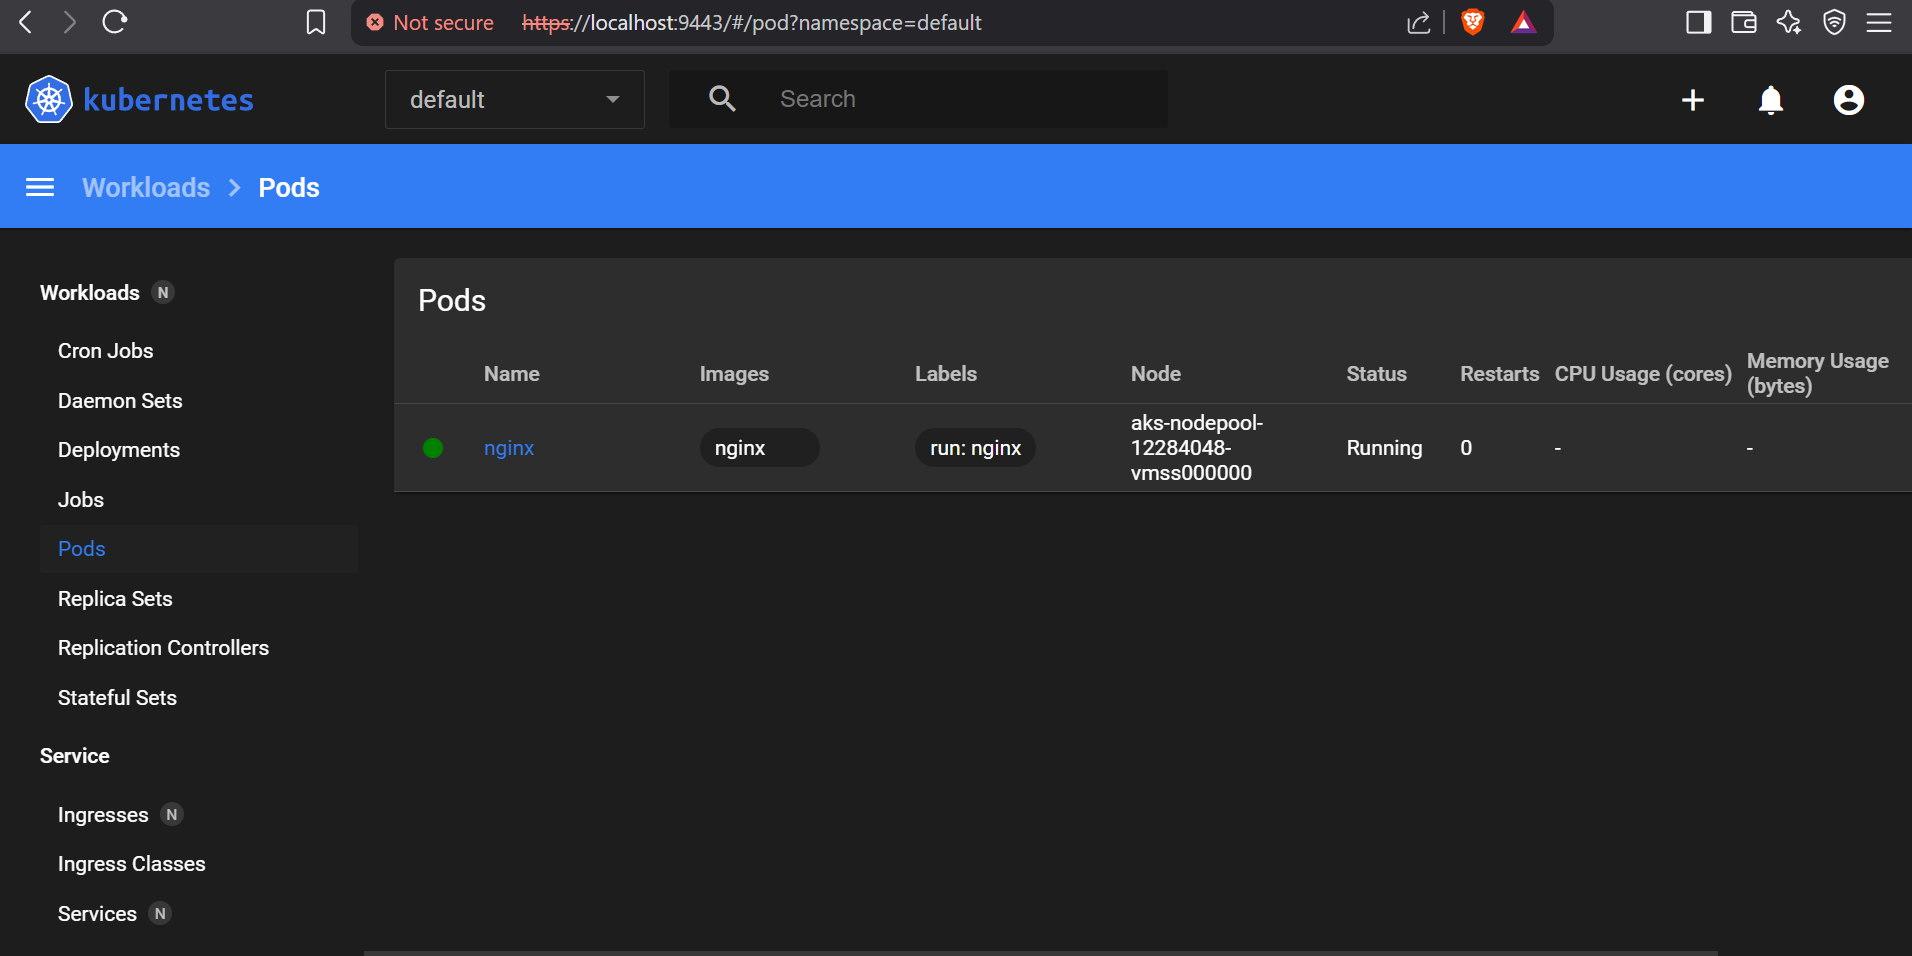 Not secure https://localhost:9443/#/pod?namespace=default
kubernetes
default
Search
Workloads > Pods
Workloads N
Cron Jobs
Daemon Sets
Deployments
Jobs
Pods
Replica Sets
Replication Controllers
Stateful Sets
Service
Ingresses N
Ingress Classes
Services N
Pods
Name Images Labels Node Status Restarts CPU Usage (cores) Memory Usage
(bytes)
nginx nginx run: nginx aks-nodepool-
12284048-
vmss000000 Running 0 - -